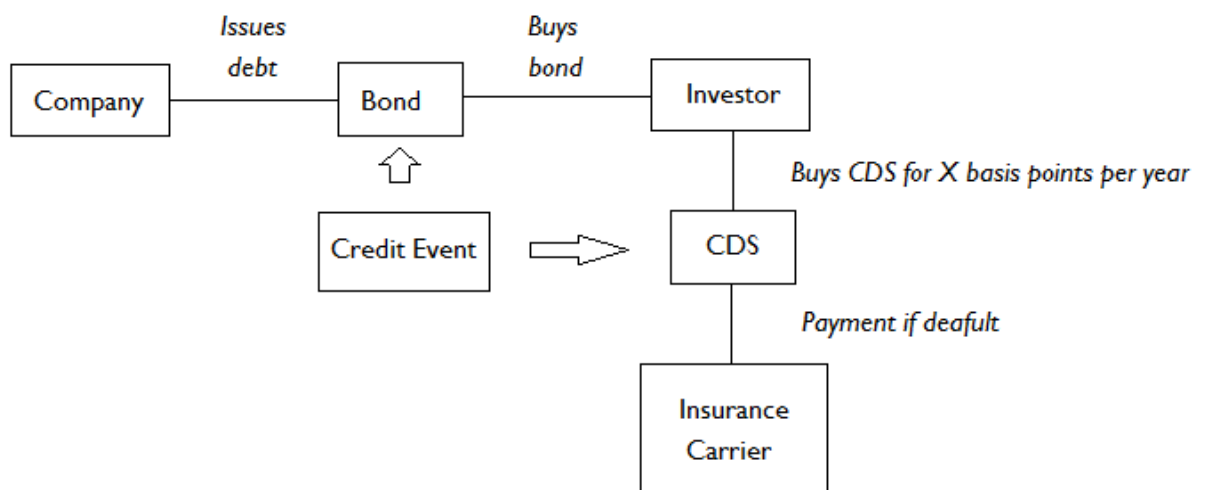 Issues
debt
Buys
bond
Company
Bond
Investor
Buys CDS for X basis points per year
Credit Event
CDS
Payment if deafult
Insurance
Carrier